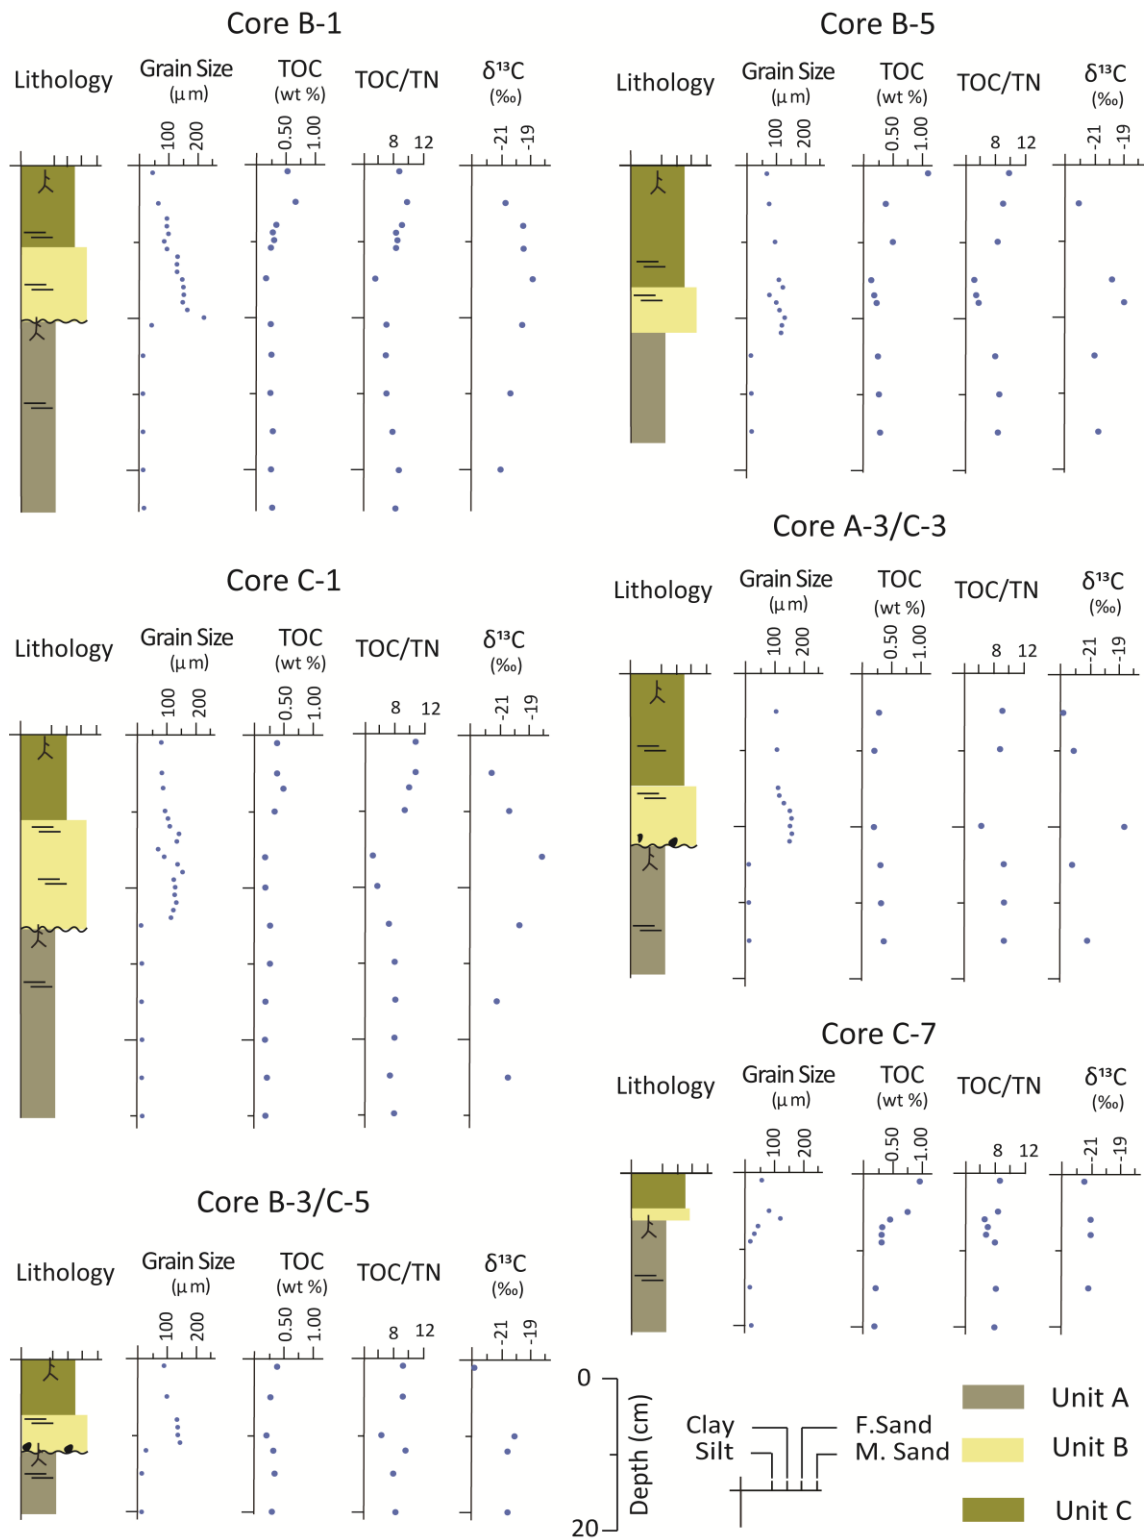 Core B-1
Lithology
Grain Size
(μm)
TOC
(wt %)
TOC/TN
δ¹³C
(‰)
100
200
0.50
1.00
8
12
-21
-19
Core B-5
Lithology
Grain Size
(μm)
TOC
(wt %)
TOC/TN
δ¹³C
(‰)
100
200
0.50
1.00
8
12
-21
-19
Core C-1
Lithology
Grain Size
(μm)
TOC
(wt %)
TOC/TN
δ¹³C
(‰)
100
200
0.50
1.00
8
12
-21
-19
Core A-3/C-3
Lithology
Grain Size
(μm)
TOC
(wt %)
TOC/TN
δ¹³C
(‰)
100
200
0.50
1.00
8
12
-21
-19
Core B-3/C-5
Lithology
Grain Size
(μm)
TOC
(wt %)
TOC/TN
δ¹³C
(‰)
100
200
0.50
1.00
8
12
-21
-19
Core C-7
Lithology
Grain Size
(μm)
TOC
(wt %)
TOC/TN
δ¹³C
(‰)
100
200
0.50
1.00
8
12
-21
-19
0
Depth (cm)
20
Clay
Silt
F.Sand
M. Sand
Unit A
Unit B
Unit C